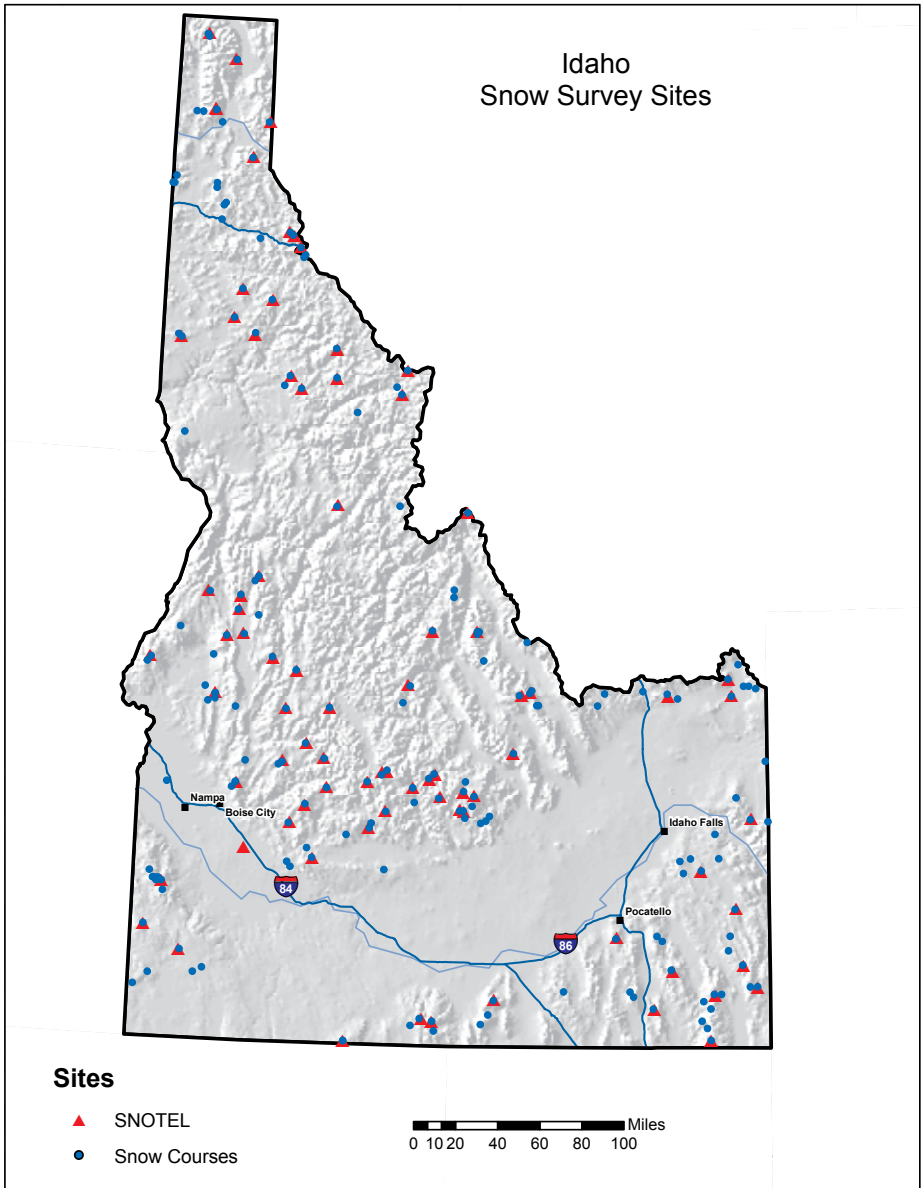 Idaho
Snow Survey Sites
Nampa
Boise City
Idaho Falls
84
Pocatello
86
Sites
SNOTEL
Snow Courses
Miles
0 10 20 40 60 80 100